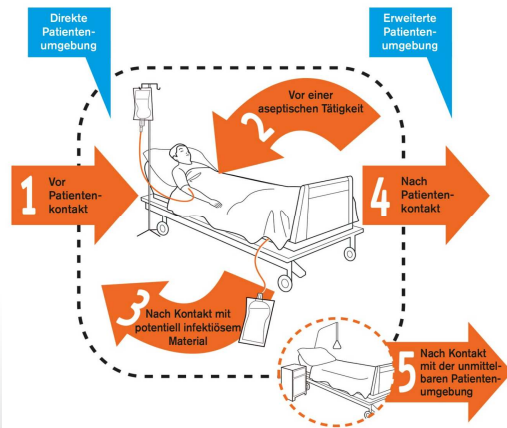 Direkte
Patienten-
umgebung
Erweiterte
Patienten-
umgebung
2
Vor einer
aseptischen Tätigkeit
1
Vor
Patienten-
kontakt
4
Nach
Patienten-
kontakt
3
Nach Kontakt mit
potentiell infektiösem
Material
5
Nach Kontakt
mit der unmittel-
baren Patienten-
umgebung